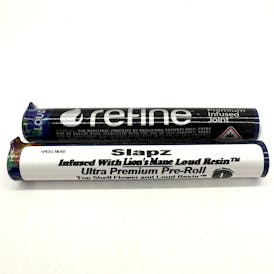 LOUD
refine
Premium
Infused
Joint
Slapz
Infused With Lion's Mane Loud Resin™
Ultra Premium Pre-Roll
Top Shelf Flower and Loud Resin™